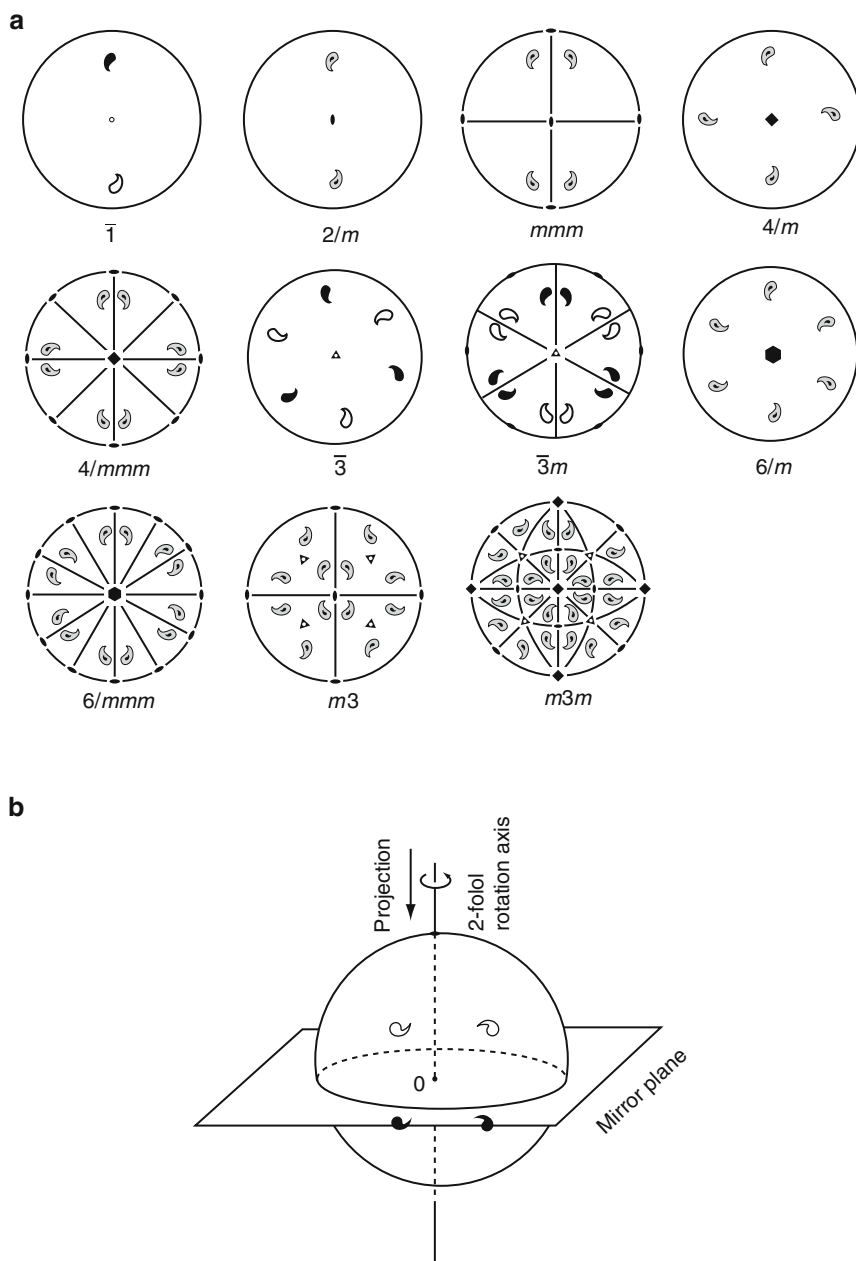 a
1̅
2/m
mmm
4/m
4/mmm
3̅
3̅m
6/m
6/mmm
m3
m3m
b
Projection
2-folol
rotation axis
0
Mirror plane